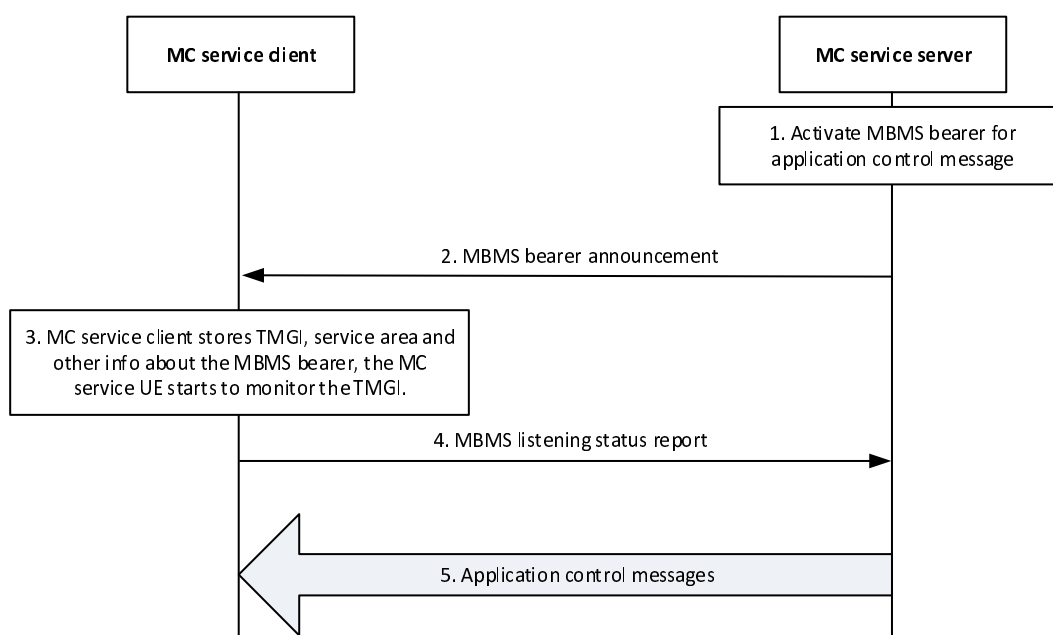 MC service client
MC service server
1. Activate MBMS bearer for
application control message
2. MBMS bearer announcement
3. MC service client stores TMGI, service area and
other info about the MBMS bearer, the MC
service UE starts to monitor the TMGI.
4. MBMS listening status report
5. Application control messages